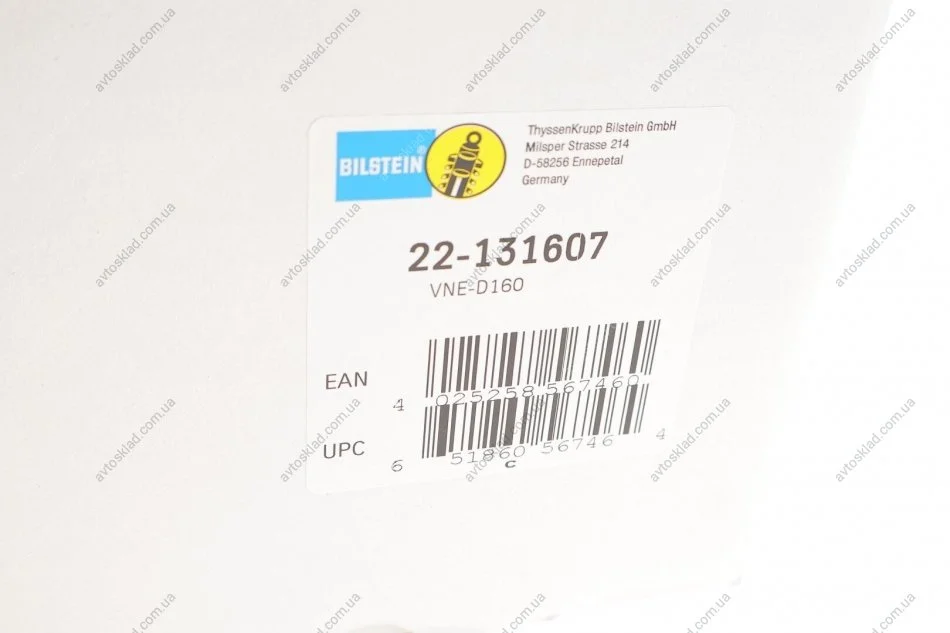 BILSTEIN®
ThyssenKrupp Bilstein GmbH
Milsper Strasse 214
D-58256 Ennepetal
Germany
22-131607
VNE-D160
EAN
4 025258 567460
UPC
6 51860 56746 4
C
avtosklad.com.ua